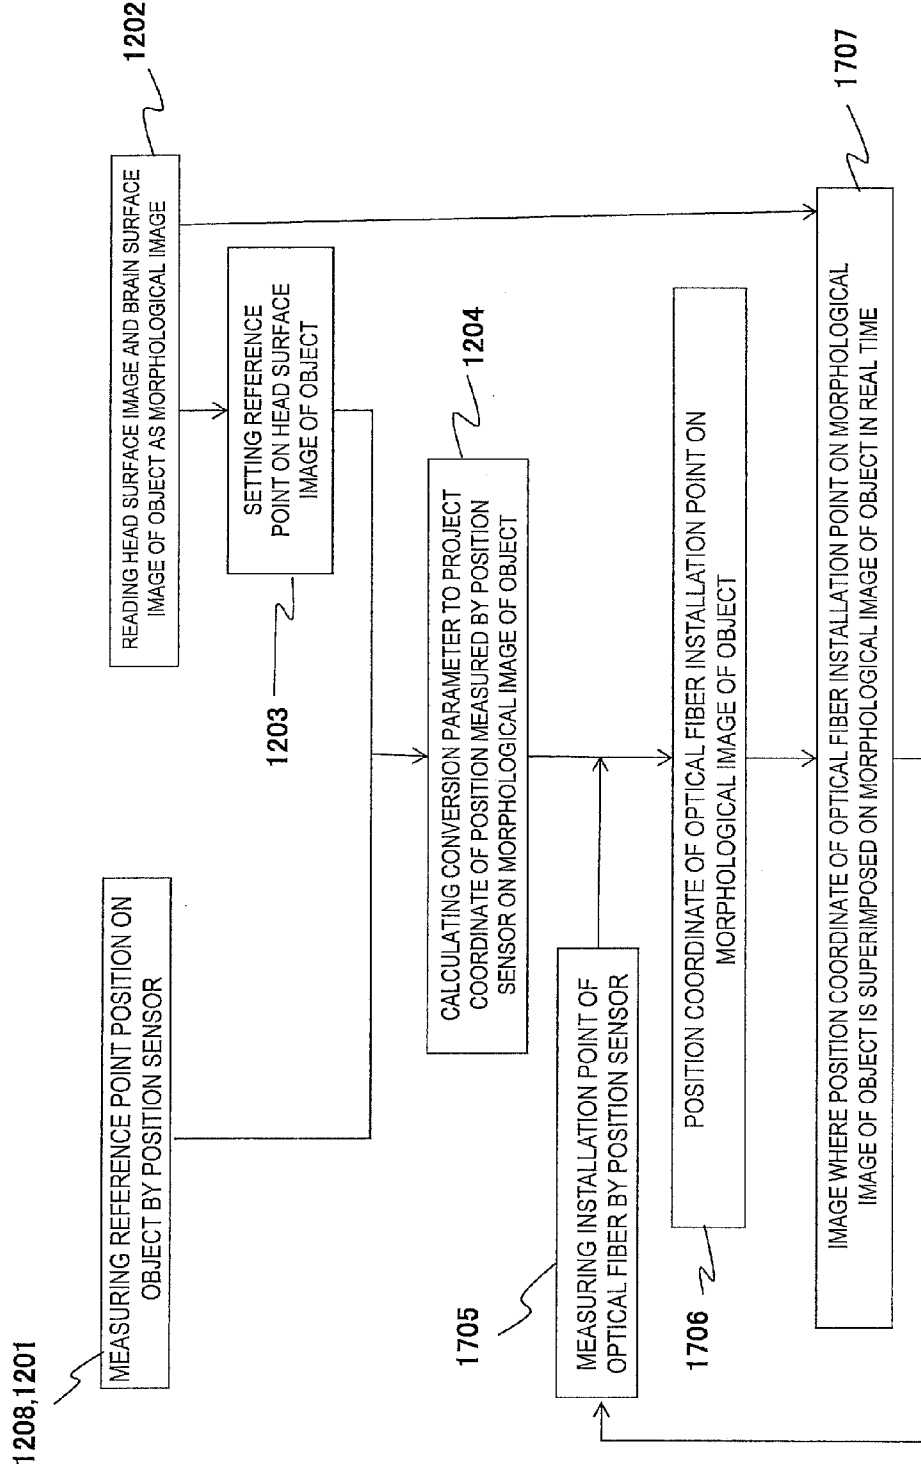 1208,1201
MEASURING REFERENCE POINT POSITION ON
OBJECT BY POSITION SENSOR
1202
READING HEAD SURFACE IMAGE AND BRAIN SURFACE
IMAGE OF OBJECT AS MORPHOLOGICAL IMAGE
1203
SETTING REFERENCE
POINT ON HEAD SURFACE
IMAGE OF OBJECT
1204
CALCULATING CONVERSION PARAMETER TO PROJECT
COORDINATE OF POSITION MEASURED BY POSITION
SENSOR ON MORPHOLOGICAL IMAGE OF OBJECT
1705
MEASURING INSTALLATION POINT OF
OPTICAL FIBER BY POSITION SENSOR
1706
POSITION COORDINATE OF OPTICAL FIBER INSTALLATION POINT ON
MORPHOLOGICAL IMAGE OF OBJECT
1707
IMAGE WHERE POSITION COORDINATE OF OPTICAL FIBER INSTALLATION POINT ON MORPHOLOGICAL
IMAGE OF OBJECT IS SUPERIMPOSED ON MORPHOLOGICAL IMAGE OF OBJECT IN REAL TIME